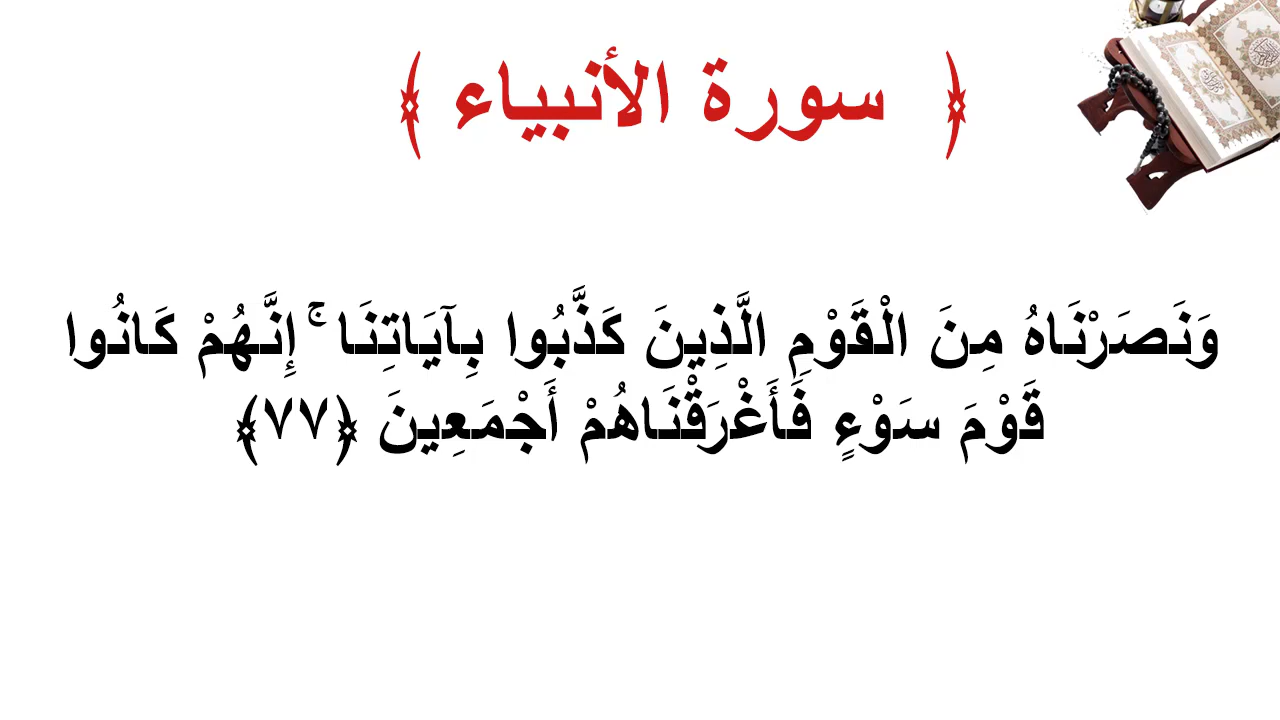 ﴿ سورة الأنبياء ﴾
وَنَصَرْنَاهُ مِنَ الْقَوْمِ الَّذِينَ كَذَّبُوا بِآيَاتِنَا ۚ إِنَّهُمْ كَانُوا
قَوْمَ سَوْءٍ فَأَغْرَقْنَاهُمْ أَجْمَعِينَ ﴿٧٧﴾